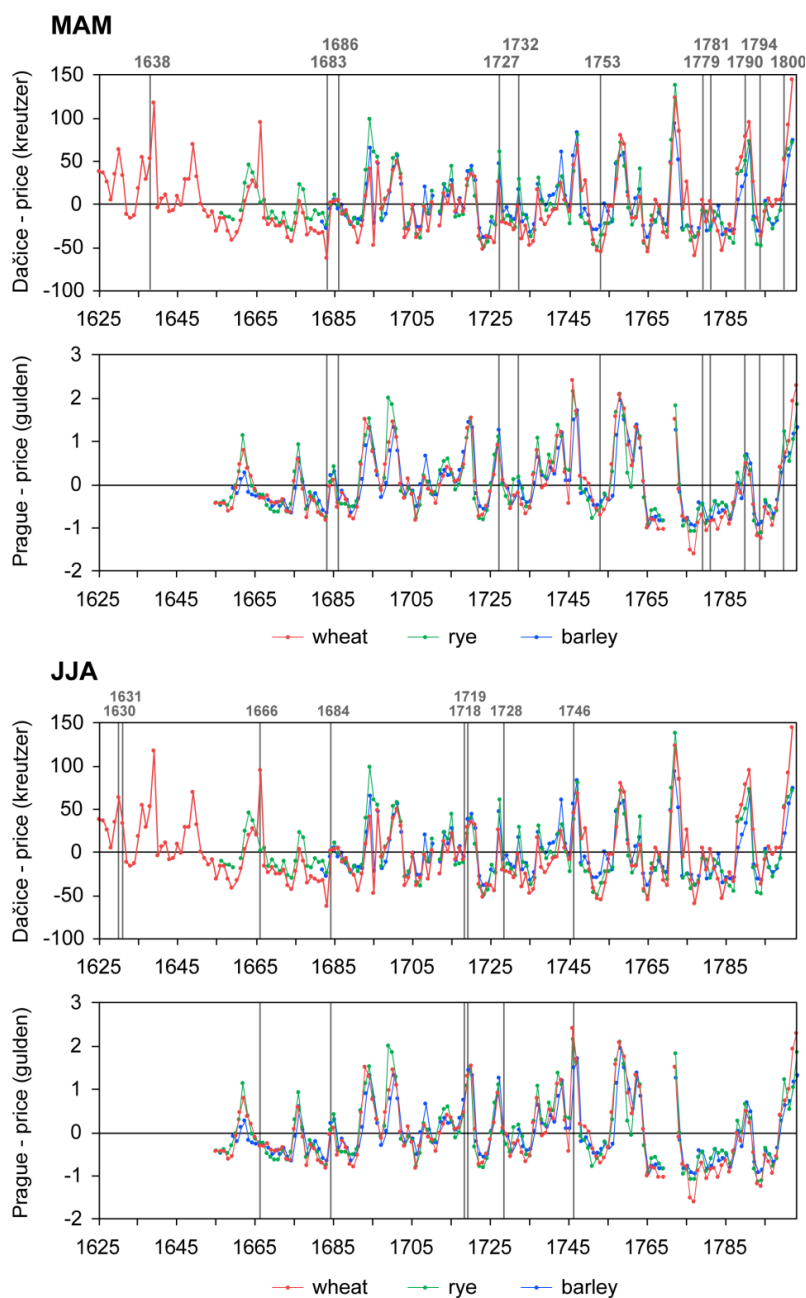 MAM
1686 1732 1781 1794
1638 1683 1727 1753 1779 1790 1800
Dačice - price (kreutzer)
150
100
50
0
-50
-100
1625 1645 1665 1685 1705 1725 1745 1765 1785
Prague - price (gulden)
3
2
1
0
-1
-2
1625 1645 1665 1685 1705 1725 1745 1765 1785
wheat rye barley
JJA
1631 1719
1630 1666 1684 1718 1728 1746
Dačice - price (kreutzer)
150
100
50
0
-50
-100
1625 1645 1665 1685 1705 1725 1745 1765 1785
Prague - price (gulden)
3
2
1
0
-1
-2
1625 1645 1665 1685 1705 1725 1745 1765 1785
wheat rye barley